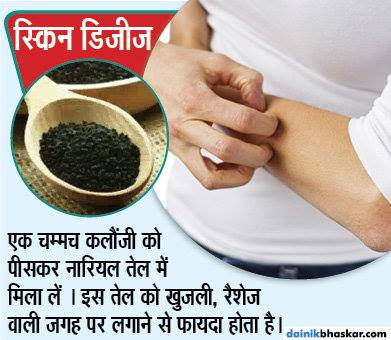 स्किन डिजीज
एक चम्मच कलौंजी को
पीसकर नारियल तेल में
मिला लें । इस तेल को खुजली, रैशेज
वाली जगह पर लगाने से फायदा होता है।
dainikbhaskar.com